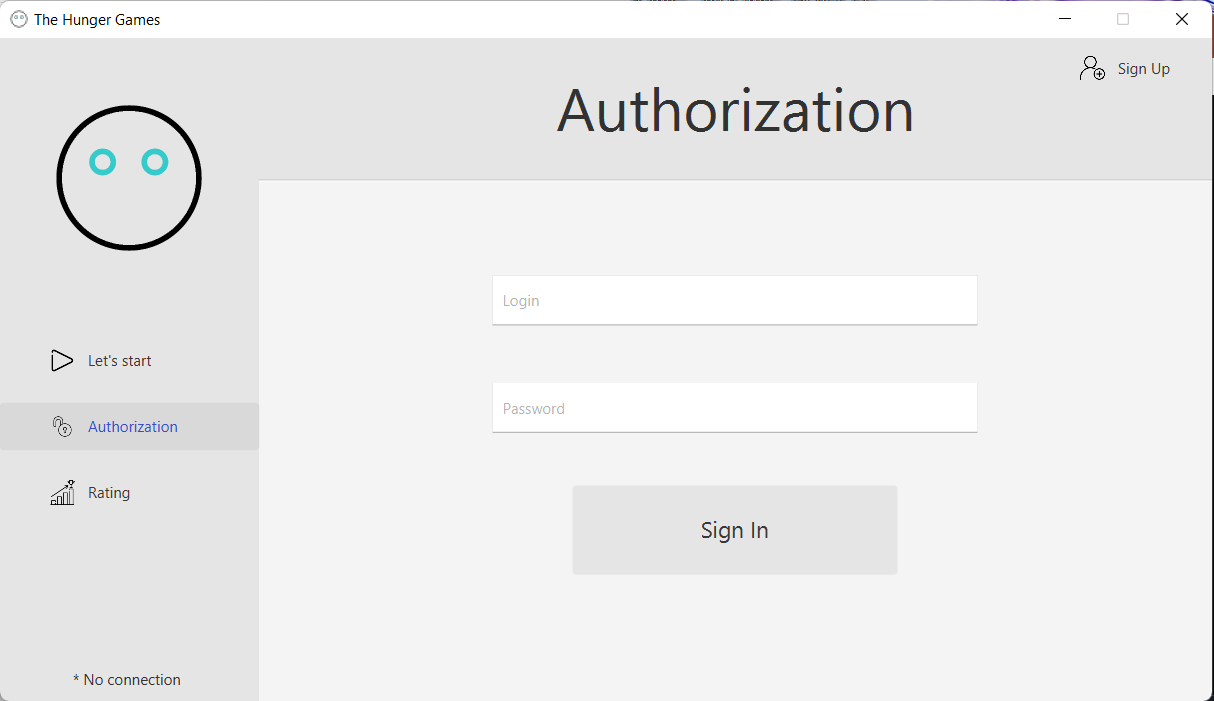 The Hunger Games
Sign Up
Authorization
Login
Let's start
Password
Authorization
Rating
Sign In
* No connection